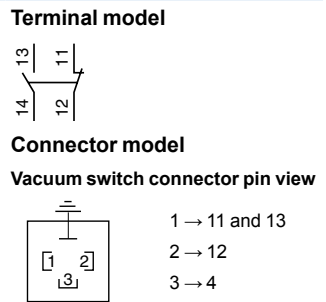 Terminal model
13 11
14 12
Connector model
Vacuum switch connector pin view
1 → 11 and 13
2 → 12
3 → 4
1 2
3